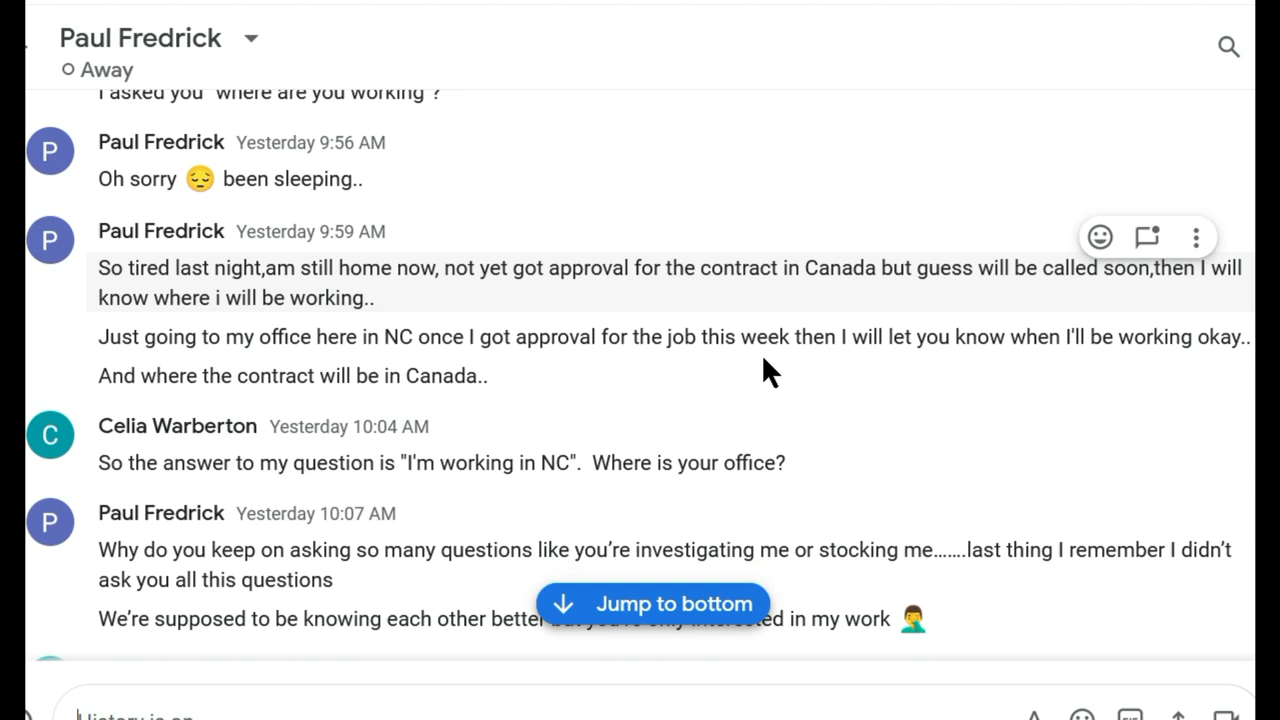 Paul Fredrick
Away
I asked you "where are you working"?
P
Paul Fredrick Yesterday 9:56 AM
Oh sorry 😔 been sleeping..
P
Paul Fredrick Yesterday 9:59 AM
So tired last night,am still home now, not yet got approval for the contract in Canada but guess will be called soon,then I will
know where i will be working..
Just going to my office here in NC once I got approval for the job this week then I will let you know when I'll be working okay..
And where the contract will be in Canada..
C
Celia Warberton Yesterday 10:04 AM
So the answer to my question is "I'm working in NC". Where is your office?
P
Paul Fredrick Yesterday 10:07 AM
Why do you keep on asking so many questions like you’re investigating me or stocking me…….last thing I remember I didn’t
ask you all this questions
Jump to bottom
We’re supposed to be knowing each other better but you’re only interested in my work 🤦‍♂️
History is on
GIF